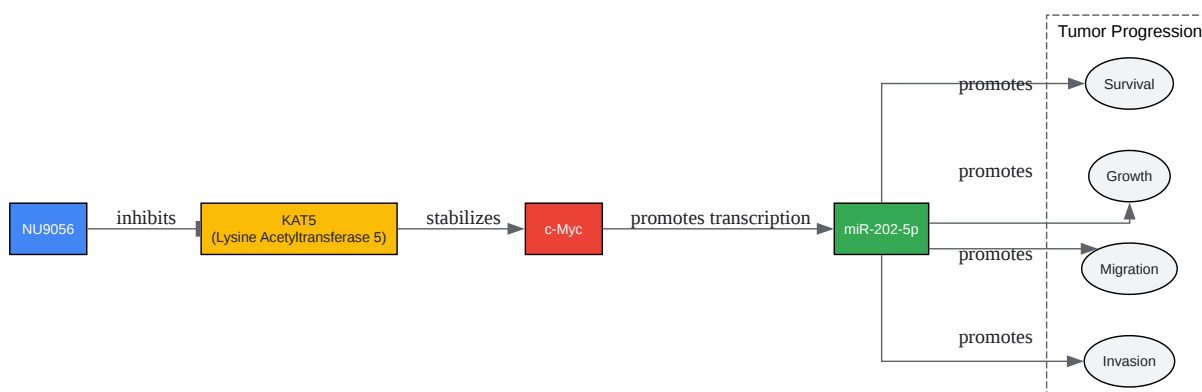 Tumor Progression
promotes
Survival
promotes
Growth
NU9056
inhibits
KAT5
(Lysine Acetyltransferase 5)
stabilizes
c-Myc
promotes transcription
miR-202-5p
promotes
Migration
promotes
Invasion